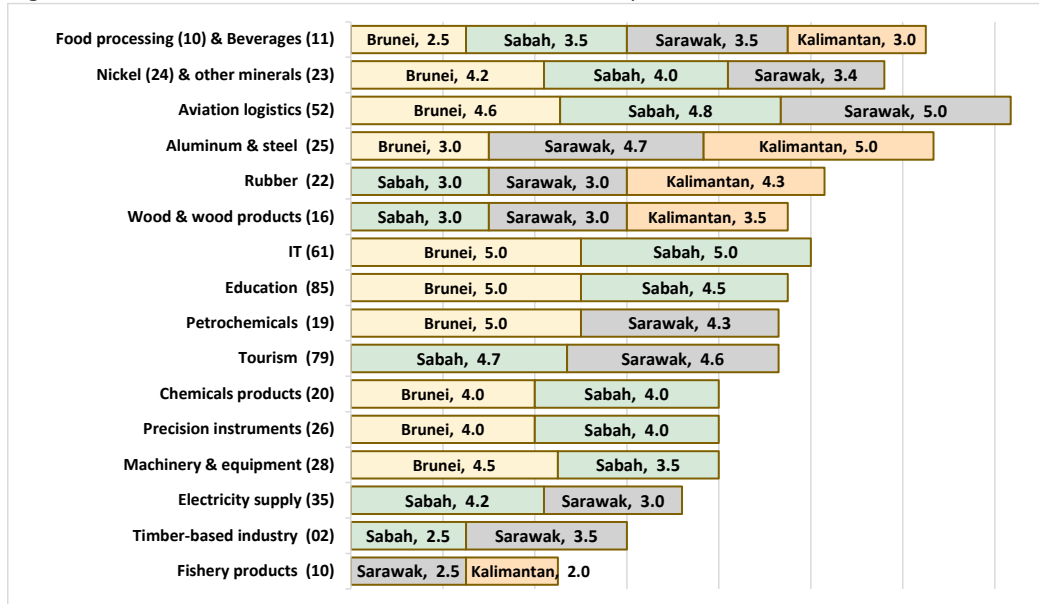 Food processing (10) & Beverages (11) Brunei, 2.5 Sabah, 3.5 Sarawak, 3.5 Kalimantan, 3.0
Nickel (24) & other minerals (23) Brunei, 4.2 Sabah, 4.0 Sarawak, 3.4
Aviation logistics (52) Brunei, 4.6 Sabah, 4.8 Sarawak, 5.0
Aluminum & steel (25) Brunei, 3.0 Sarawak, 4.7 Kalimantan, 5.0
Rubber (22) Sabah, 3.0 Sarawak, 3.0 Kalimantan, 4.3
Wood & wood products (16) Sabah, 3.0 Sarawak, 3.0 Kalimantan, 3.5
IT (61) Brunei, 5.0 Sabah, 5.0
Education (85) Brunei, 5.0 Sabah, 4.5
Petrochemicals (19) Brunei, 5.0 Sarawak, 4.3
Tourism (79) Sabah, 4.7 Sarawak, 4.6
Chemicals products (20) Brunei, 4.0 Sabah, 4.0
Precision instruments (26) Brunei, 4.0 Sabah, 4.0
Machinery & equipment (28) Brunei, 4.5 Sabah, 3.5
Electricity supply (35) Sabah, 4.2 Sarawak, 3.0
Timber-based industry (02) Sabah, 2.5 Sarawak, 3.5
Fishery products (10) Sarawak, 2.5 Kalimantan, 2.0